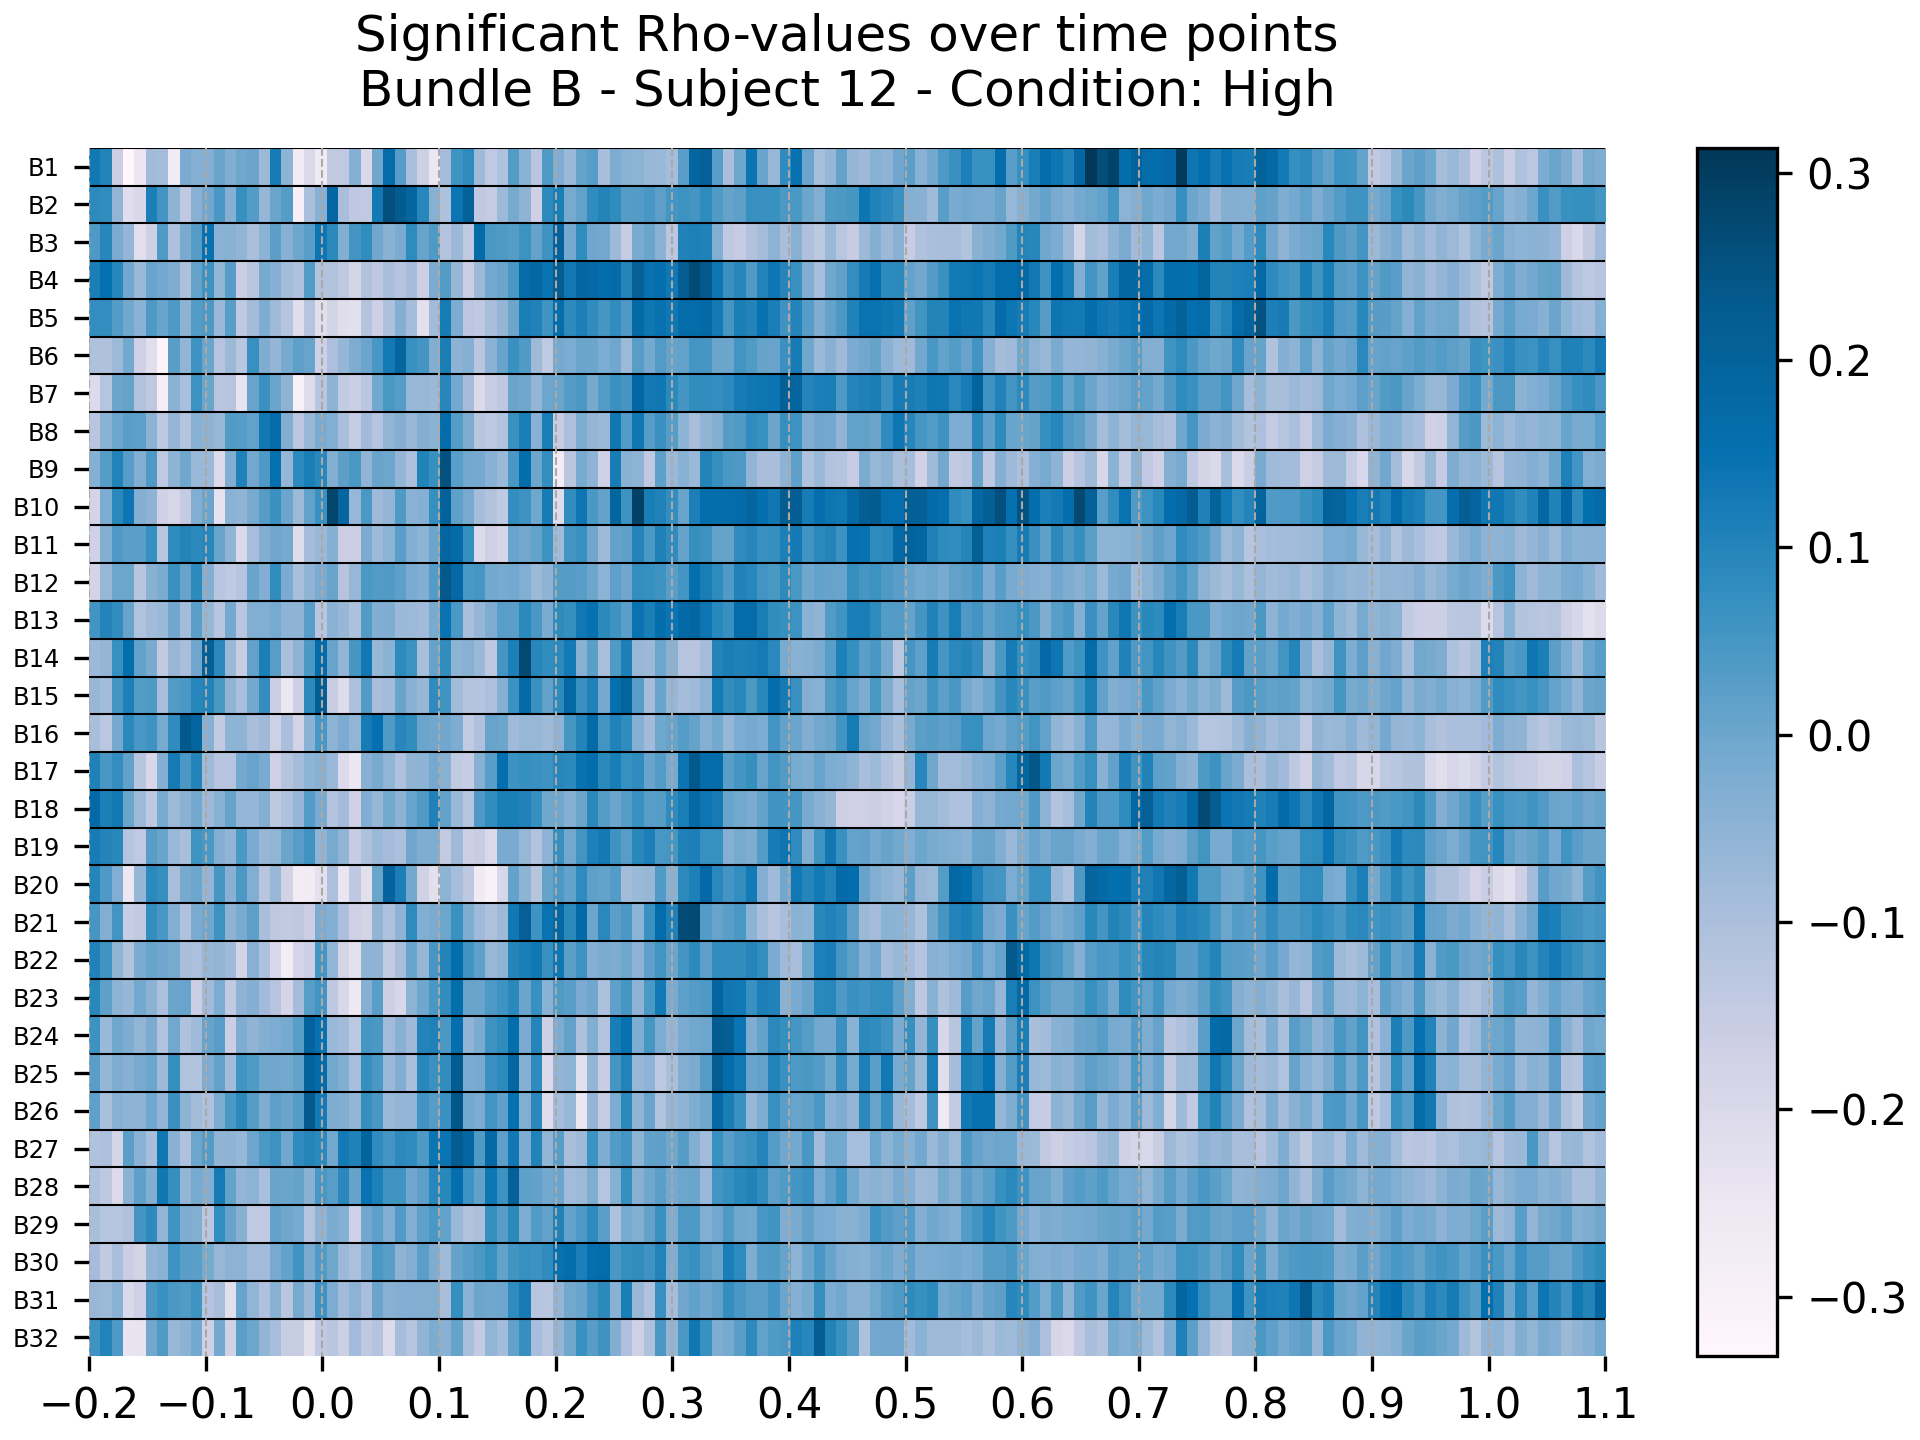 Significant Rho-values over time points
Bundle B - Subject 12 - Condition: High
B1
B2
B3
B4
B5
B6
B7
B8
B9
B10
B11
B12
B13
B14
B15
B16
B17
B18
B19
B20
B21
B22
B23
B24
B25
B26
B27
B28
B29
B30
B31
B32
−0.2 −0.1 0.0 0.1 0.2 0.3 0.4 0.5 0.6 0.7 0.8 0.9 1.0 1.1
0.3
0.2
0.1
0.0
−0.1
−0.2
−0.3